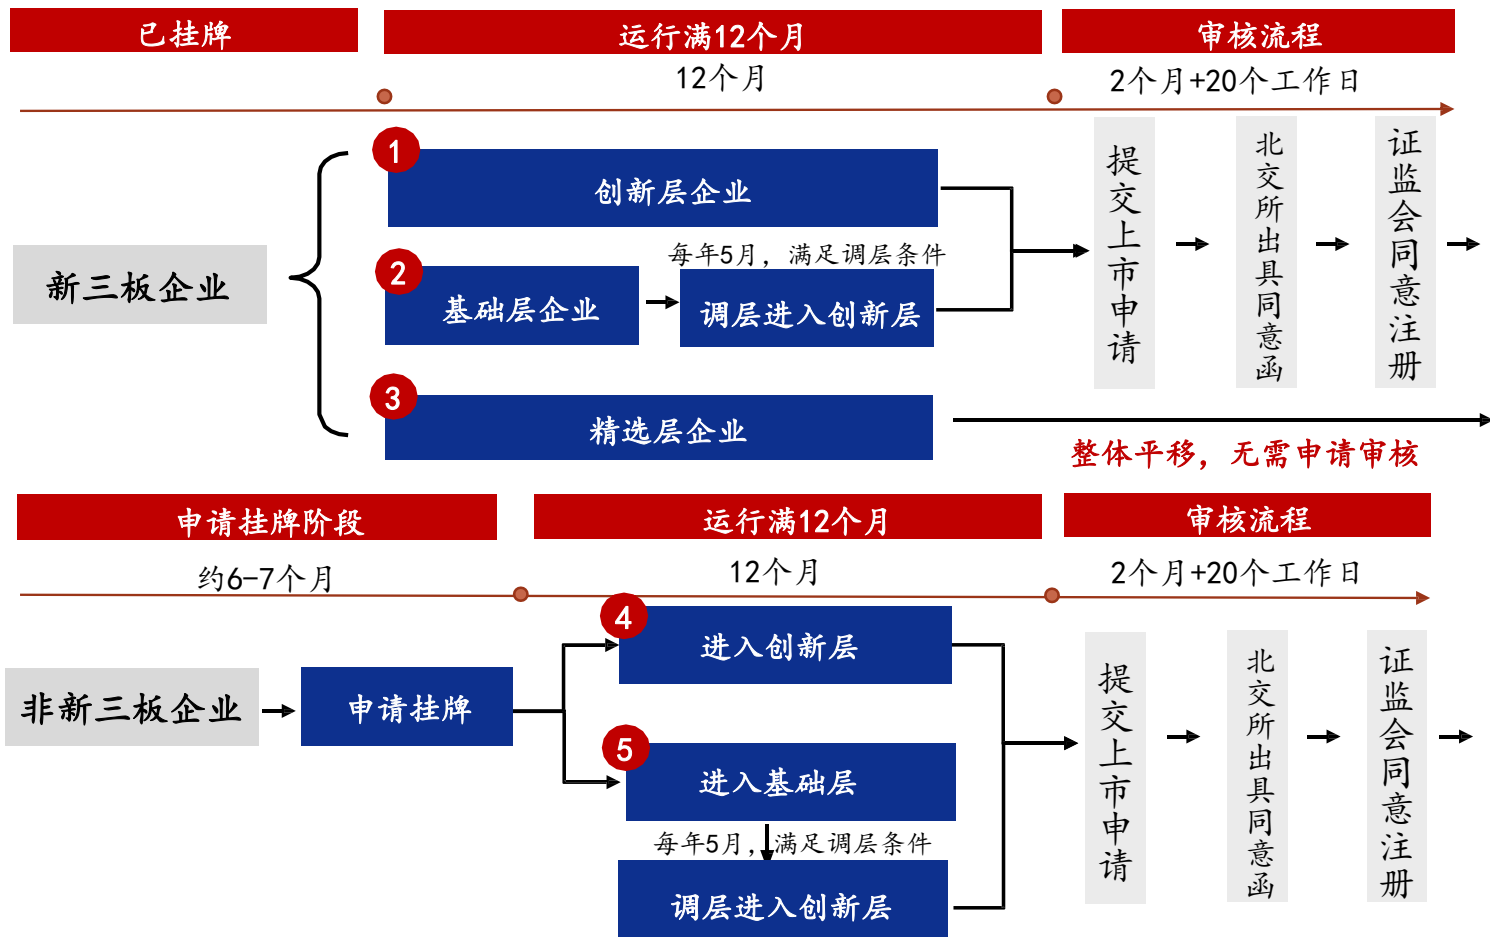 已挂牌
运行满12个月
审核流程
12个月
2个月+20个工作日
1
创新层企业
新三板企业
2
基础层企业
每年5月，满足调层条件
调层进入创新层
3
精选层企业
提交上市申请
北交所出具同意函
证监会同意注册
整体平移，无需申请审核
申请挂牌阶段
运行满12个月
审核流程
约6-7个月
12个月
2个月+20个工作日
非新三板企业
申请挂牌
4
进入创新层
5
进入基础层
每年5月，满足调层条件
调层进入创新层
提交上市申请
北交所出具同意函
证监会同意注册